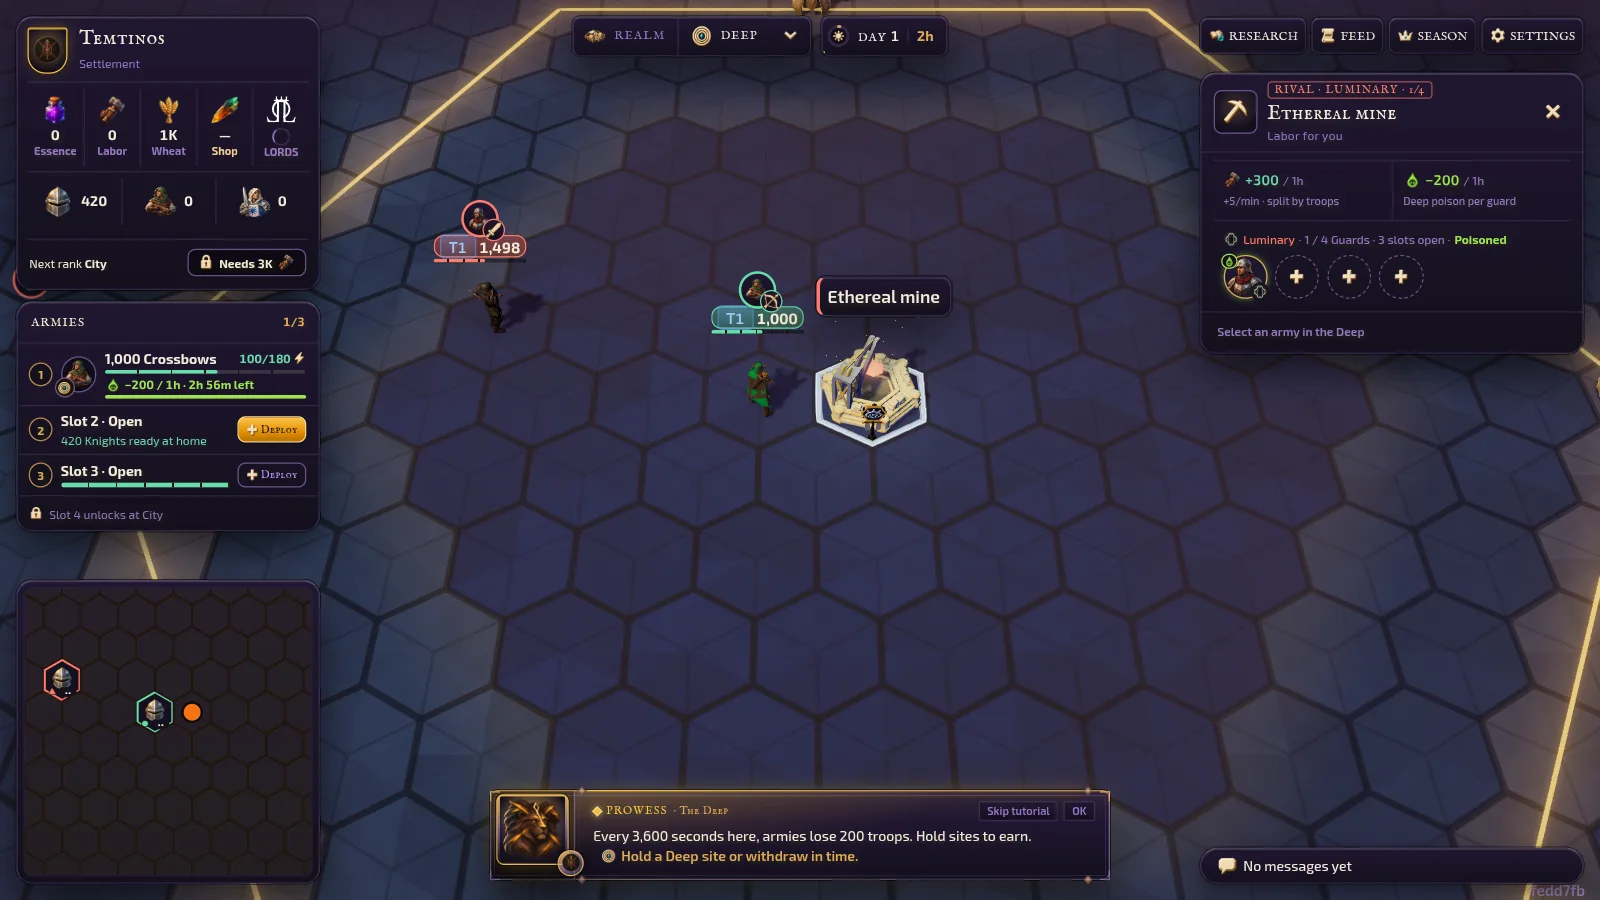 Temtinos
Settlement
0
Essence
0
Labor
1K
Wheat
—
Shop
LORDS
420
0
0
Next rank City
Needs 3K
REALM
DEEP
DAY 1
2h
RESEARCH
FEED
SEASON
SETTINGS
RIVAL · LUMINARY · 1/4
Ethereal mine
Labor for you
+300 / 1h
+5/min · split by troops
−200 / 1h
Deep poison per guard
Luminary · 1 / 4 Guards · 3 slots open · Poisoned
Select an army in the Deep
T1 1,498
T1 1,000
Ethereal mine
ARMIES
1/3
1
1,000 Crossbows
100/180
−200 / 1h · 2h 56m left
2
Slot 2 · Open
420 Knights ready at home
Deploy
3
Slot 3 · Open
Deploy
Slot 4 unlocks at City
PROWESS · The Deep
Skip tutorial
OK
Every 3,600 seconds here, armies lose 200 troops. Hold sites to earn.
Hold a Deep site or withdraw in time.
No messages yet
fedd7fb